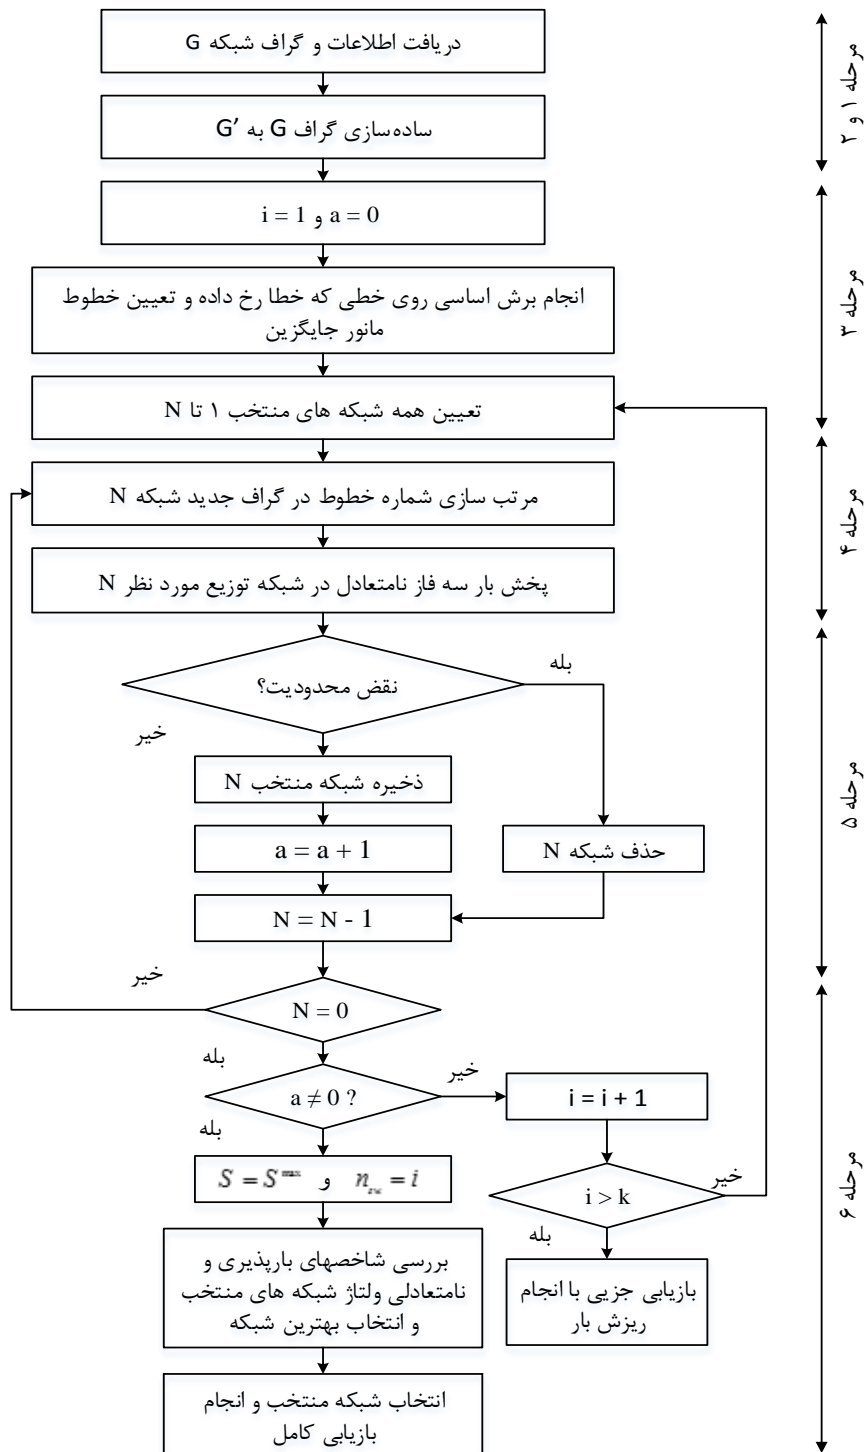 دریافت اطلاعات و گراف شبکه G
ساده‌سازی گراف G به G’
i = 1 و a = 0
انجام برش اساسی روی خطی که خطا رخ داده و تعیین خطوط
مانور جایگزین
تعیین همه شبکه های منتخب ۱ تا N
مرتب سازی شماره خطوط در گراف جدید شبکه N
پخش بار سه فاز نامتعادل در شبکه توزیع مورد نظر N
نقض محدودیت؟
بله
خیر
ذخیره شبکه منتخب N
a = a + 1
حذف شبکه N
N = N - 1
خیر
N = 0
بله
a ≠ 0 ?
خیر
i = i + 1
بله
S = S^max و n_sw = i
i > k
خیر
بله
بررسی شاخصهای بارپذیری و
نامتعادلی ولتاژ شبکه های منتخب
و انتخاب بهترین شبکه
بازیابی جزیی با انجام
ریزش بار
انتخاب شبکه منتخب و انجام
بازیابی کامل
مرحله ۱ و ۲
مرحله ۳
مرحله ۴
مرحله ۵
مرحله ۶